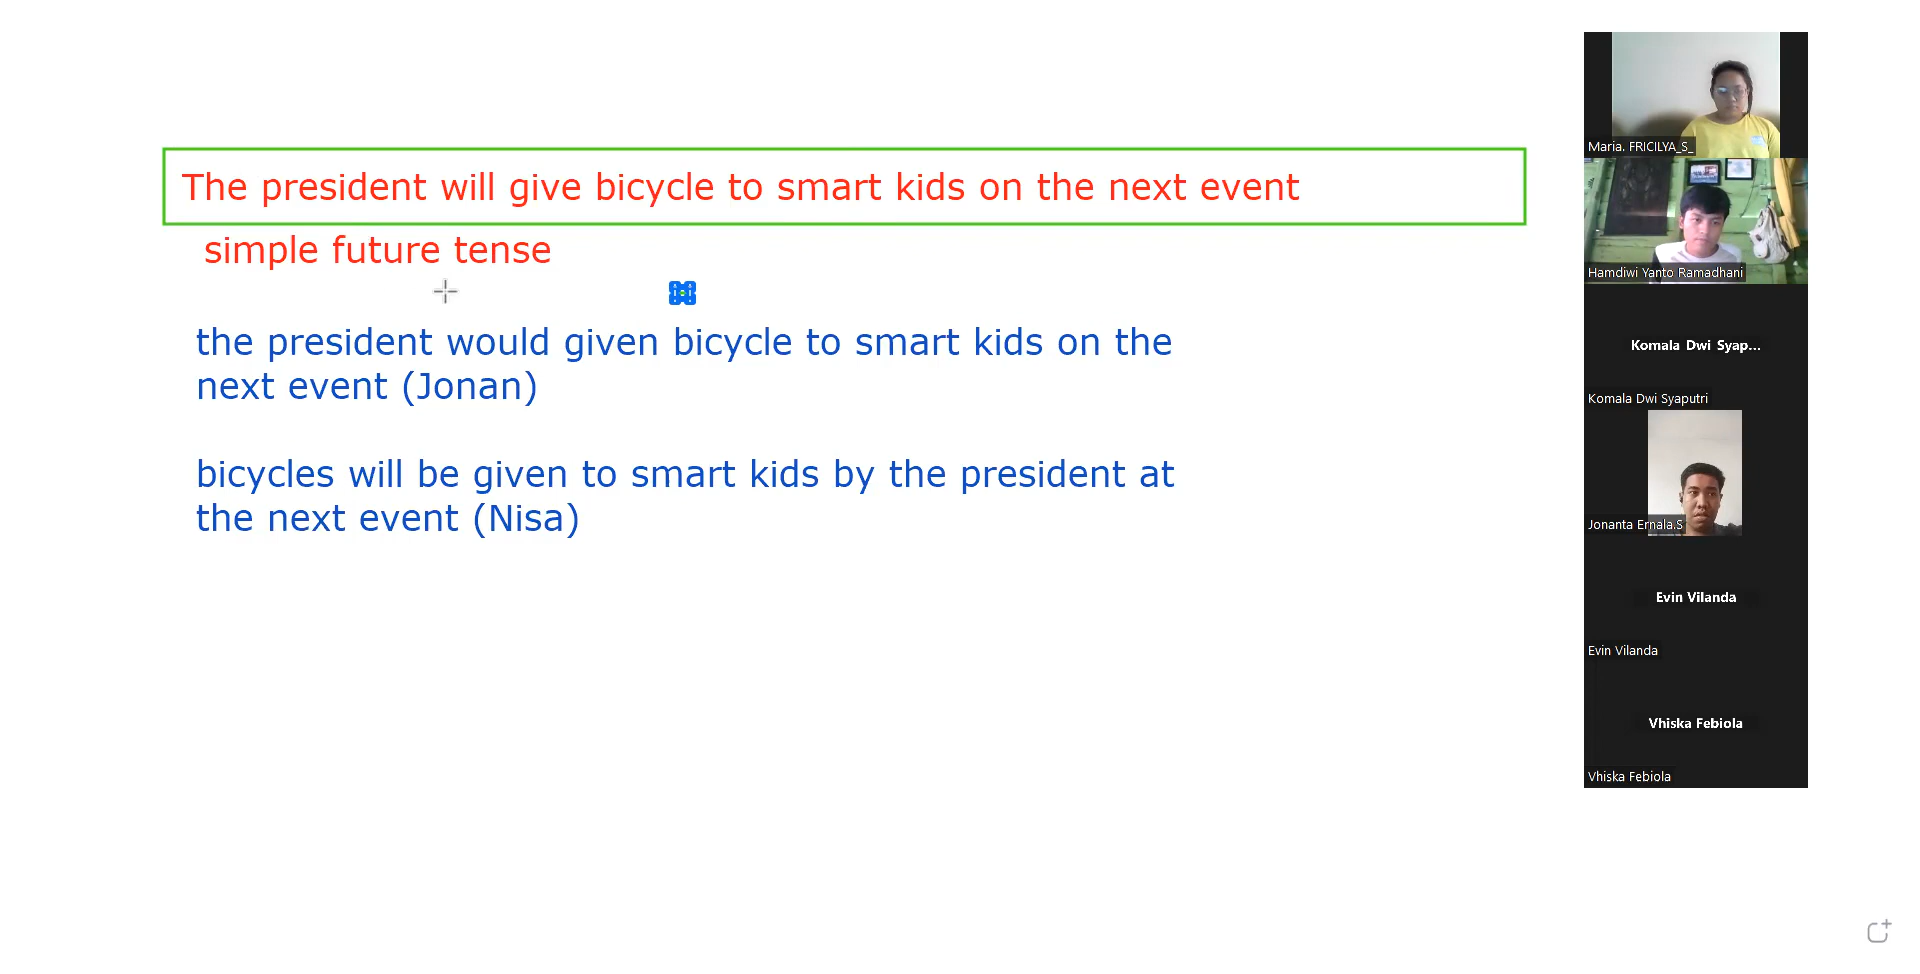 The president will give bicycle to smart kids on the next event
simple future tense
the president would given bicycle to smart kids on the
next event (Jonan)
bicycles will be given to smart kids by the president at
the next event (Nisa)
Maria. FRICILYA_S_
Hamdiwi Yanto Ramadhani
Komala Dwi Syap...
Komala Dwi Syaputri
Jonanta Ernala.S
Evin Vilanda
Evin Vilanda
Vhiska Febiola
Vhiska Febiola